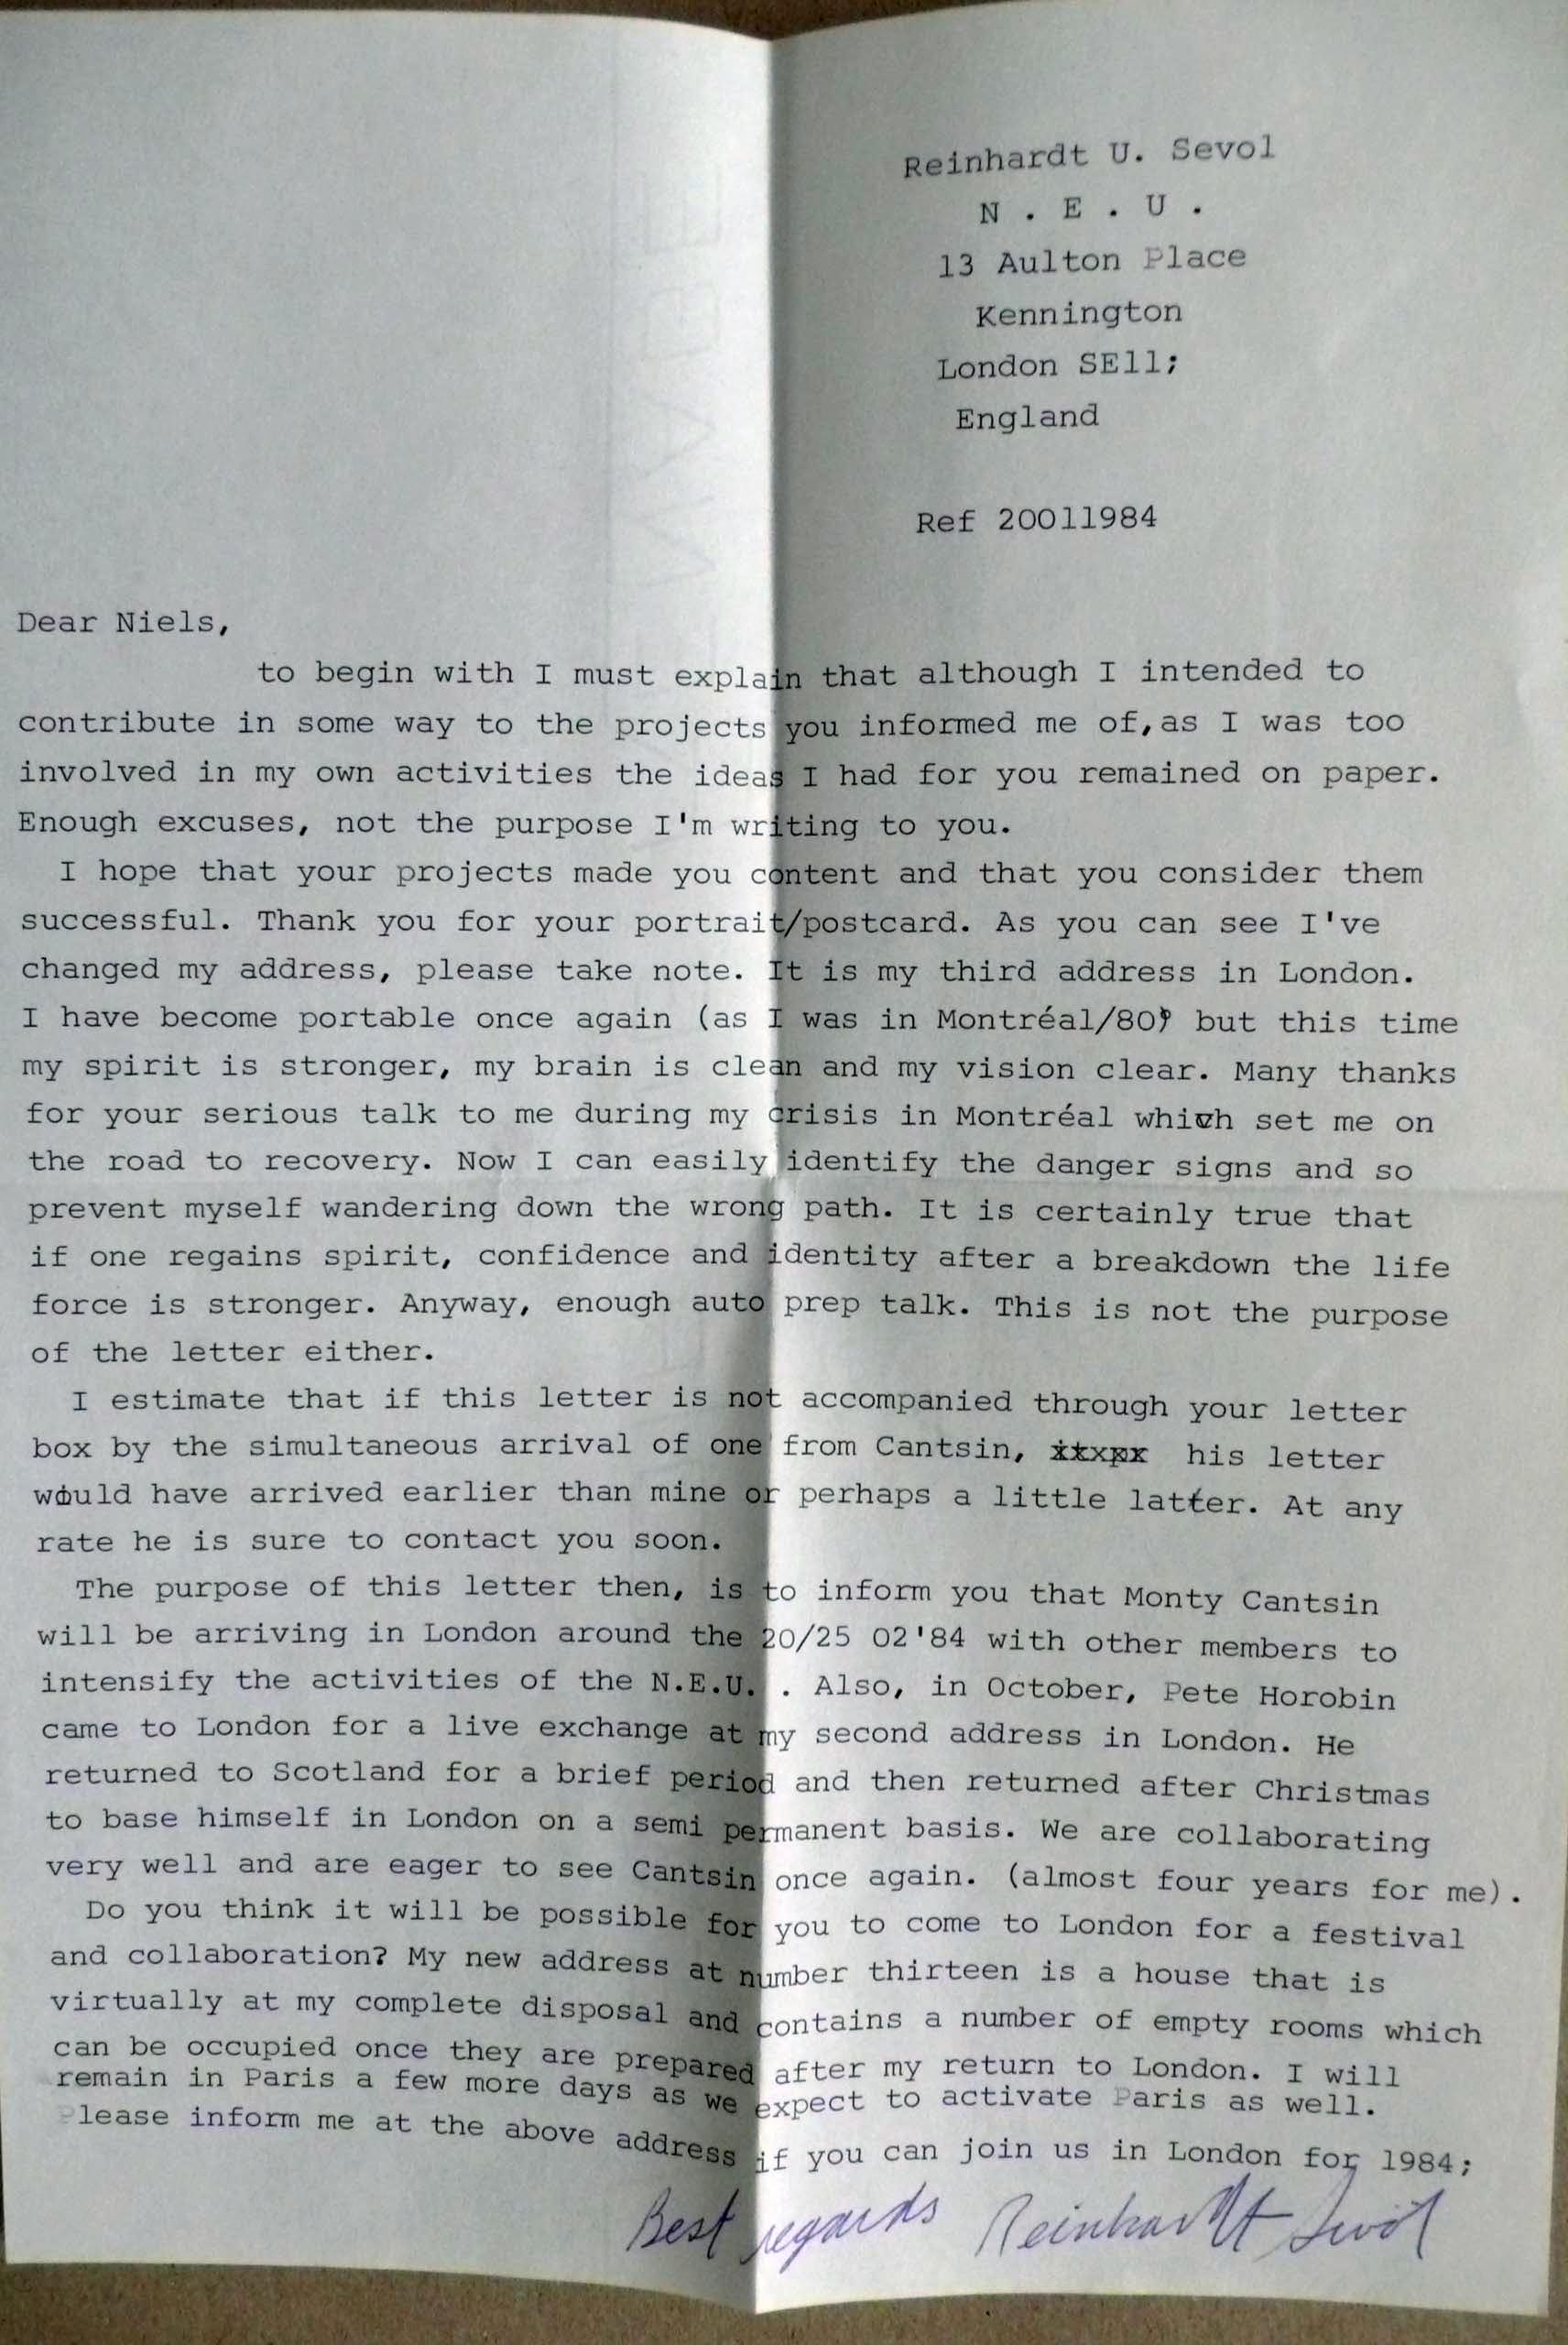 Reinhardt U. Sevol
N . E . U .
13 Aulton Place
Kennington
London SE11;
England
Ref 20011984
Dear Niels,
to begin with I must explain that although I intended to
contribute in some way to the projects you informed me of,as I was too
involved in my own activities the ideas I had for you remained on paper.
Enough excuses, not the purpose I'm writing to you.
I hope that your projects made you content and that you consider them
successful. Thank you for your portrait/postcard. As you can see I've
changed my address, please take note. It is my third address in London.
I have become portable once again (as I was in Montréal/80) but this time
my spirit is stronger, my brain is clean and my vision clear. Many thanks
for your serious talk to me during my crisis in Montréal which set me on
the road to recovery. Now I can easily identify the danger signs and so
prevent myself wandering down the wrong path. It is certainly true that
if one regains spirit, confidence and identity after a breakdown the life
force is stronger. Anyway, enough auto prep talk. This is not the purpose
of the letter either.
I estimate that if this letter is not accompanied through your letter
box by the simultaneous arrival of one from Cantsin, his letter
would have arrived earlier than mine or perhaps a little latter. At any
rate he is sure to contact you soon.
The purpose of this letter then, is to inform you that Monty Cantsin
will be arriving in London around the 20/25 02'84 with other members to
intensify the activities of the N.E.U. . Also, in October, Pete Horobin
came to London for a live exchange at my second address in London. He
returned to Scotland for a brief period and then returned after Christmas
to base himself in London on a semi permanent basis. We are collaborating
very well and are eager to see Cantsin once again. (almost four years for me).
Do you think it will be possible for you to come to London for a festival
and collaboration? My new address at number thirteen is a house that is
virtually at my complete disposal and contains a number of empty rooms which
can be occupied once they are prepared after my return to London. I will
remain in Paris a few more days as we expect to activate Paris as well.
Please inform me at the above address if you can join us in London for 1984;
Best regards Reinhardt Sevol